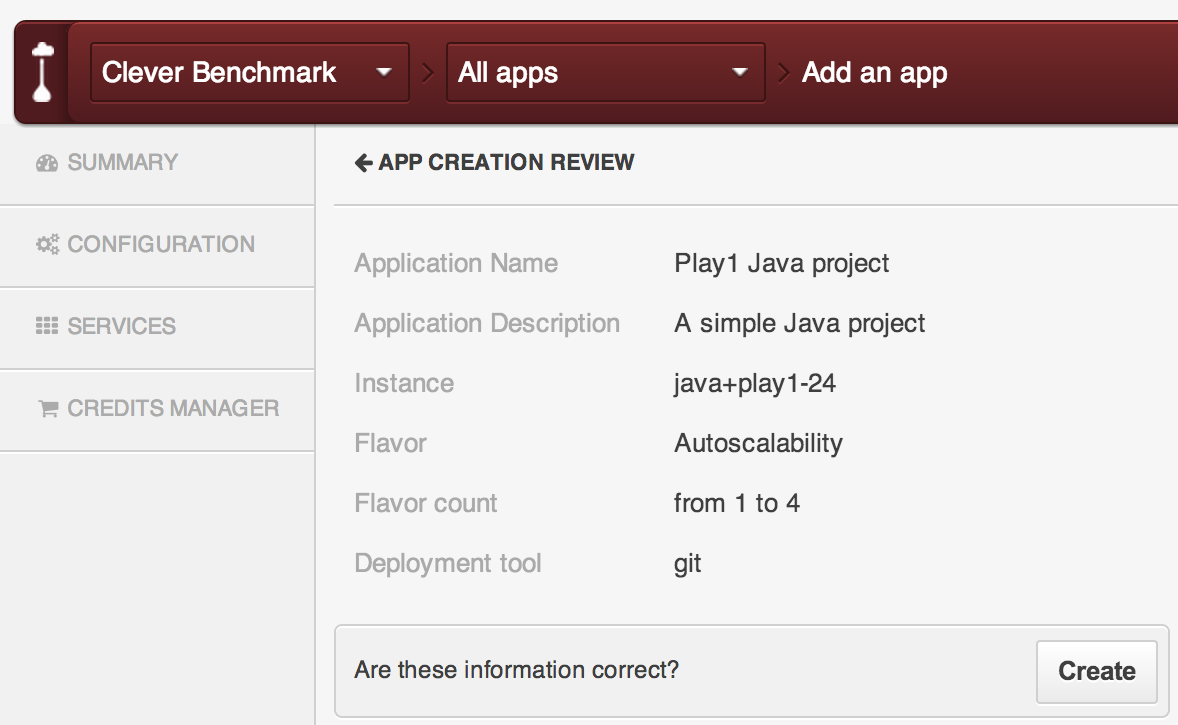 Clever Benchmark
All apps
Add an app
SUMMARY
CONFIGURATION
SERVICES
CREDITS MANAGER
APP CREATION REVIEW
Application Name Play1 Java project
Application Description A simple Java project
Instance java+play1-24
Flavor Autoscalability
Flavor count from 1 to 4
Deployment tool git
Are these information correct? Create